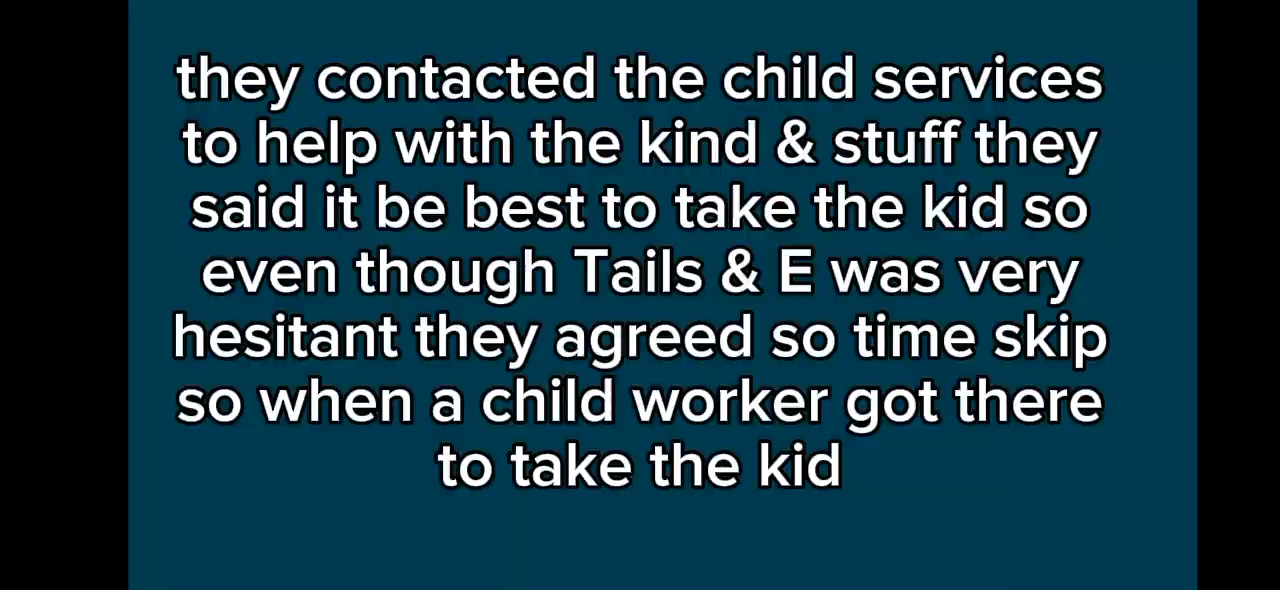 they contacted the child services
to help with the kind & stuff they
said it be best to take the kid so
even though Tails & E was very
hesitant they agreed so time skip
so when a child worker got there
to take the kid